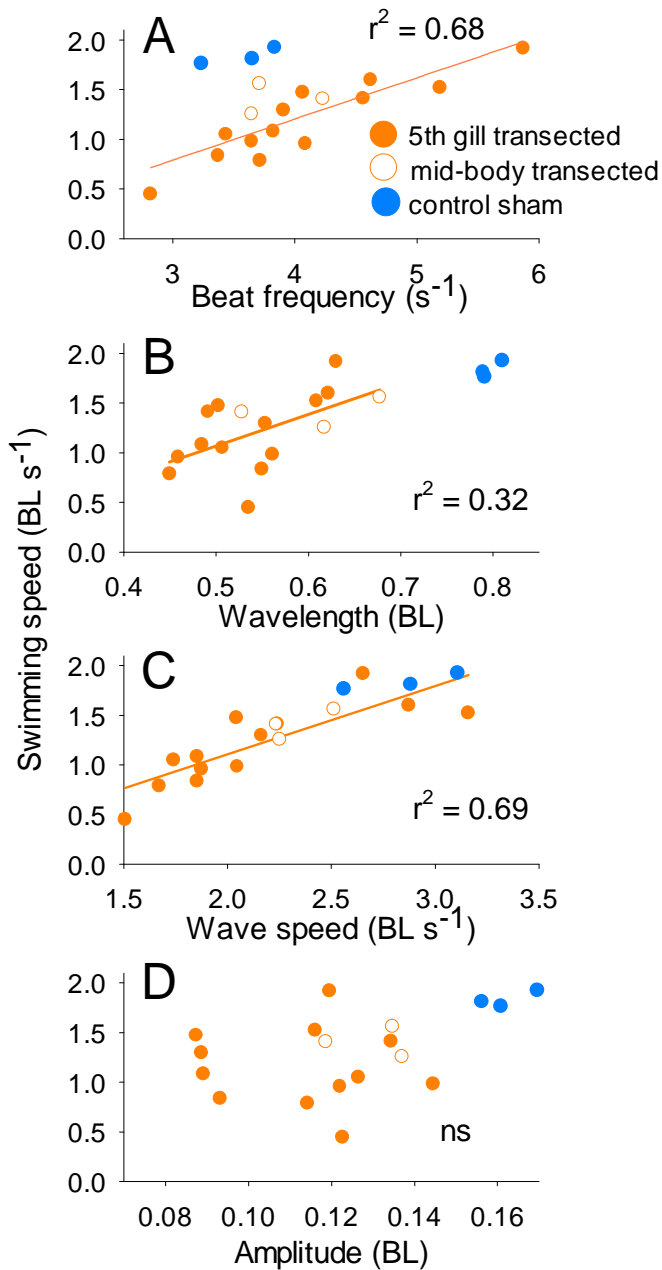 A
r² = 0.68
2.0
1.5
1.0
0.5
0.0
5th gill transected
mid-body transected
control sham
3 4 5 6
Beat frequency (s⁻¹)
B
2.0
1.5
1.0
0.5
0.0
r² = 0.32
0.4 0.5 0.6 0.7 0.8
Wavelength (BL)
Swimming speed (BL s⁻¹)
C
2.0
1.5
1.0
0.5
0.0
r² = 0.69
1.5 2.0 2.5 3.0 3.5
Wave speed (BL s⁻¹)
D
2.0
1.5
1.0
0.5
0.0
ns
0.08 0.10 0.12 0.14 0.16
Amplitude (BL)